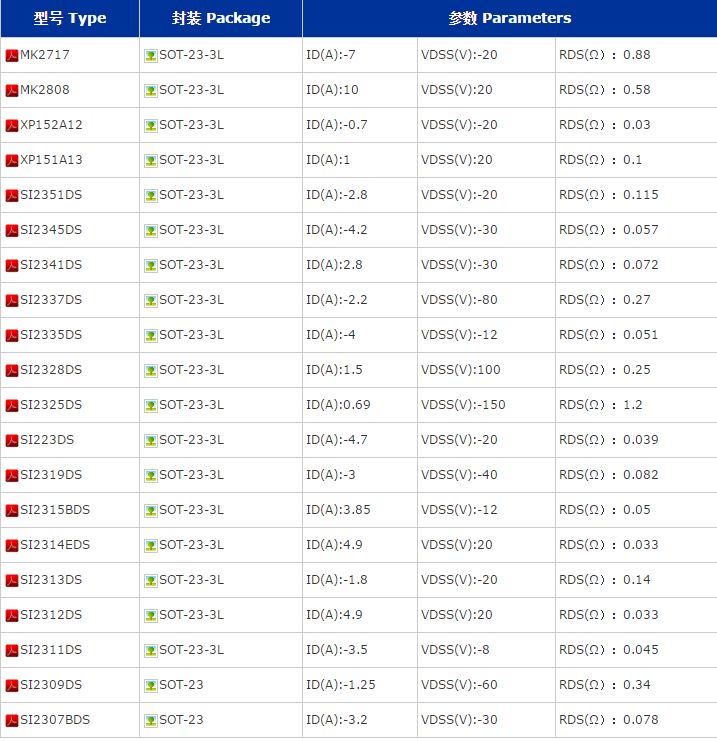 型号 Type 封装 Package 参数 Parameters
MK2717 SOT-23-3L ID(A):-7 VDSS(V):-20 RDS(Ω) : 0.88
MK2808 SOT-23-3L ID(A):10 VDSS(V):20 RDS(Ω) : 0.58
XP152A12 SOT-23-3L ID(A):-0.7 VDSS(V):-20 RDS(Ω) : 0.03
XP151A13 SOT-23-3L ID(A):1 VDSS(V):20 RDS(Ω) : 0.1
SI2351DS SOT-23-3L ID(A):-2.8 VDSS(V):-20 RDS(Ω) : 0.115
SI2345DS SOT-23-3L ID(A):-4.2 VDSS(V):-30 RDS(Ω) : 0.057
SI2341DS SOT-23-3L ID(A):2.8 VDSS(V):-30 RDS(Ω) : 0.072
SI2337DS SOT-23-3L ID(A):-2.2 VDSS(V):-80 RDS(Ω) : 0.27
SI2335DS SOT-23-3L ID(A):-4 VDSS(V):-12 RDS(Ω) : 0.051
SI2328DS SOT-23-3L ID(A):1.5 VDSS(V):100 RDS(Ω) : 0.25
SI2325DS SOT-23-3L ID(A):0.69 VDSS(V):-150 RDS(Ω) : 1.2
SI223DS SOT-23-3L ID(A):-4.7 VDSS(V):-20 RDS(Ω) : 0.039
SI2319DS SOT-23-3L ID(A):-3 VDSS(V):-40 RDS(Ω) : 0.082
SI2315BDS SOT-23-3L ID(A):3.85 VDSS(V):-12 RDS(Ω) : 0.05
SI2314EDS SOT-23-3L ID(A):4.9 VDSS(V):20 RDS(Ω) : 0.033
SI2313DS SOT-23-3L ID(A):-1.8 VDSS(V):-20 RDS(Ω) : 0.14
SI2312DS SOT-23-3L ID(A):4.9 VDSS(V):20 RDS(Ω) : 0.033
SI2311DS SOT-23-3L ID(A):-3.5 VDSS(V):-8 RDS(Ω) : 0.045
SI2309DS SOT-23 ID(A):-1.25 VDSS(V):-60 RDS(Ω) : 0.34
SI2307BDS SOT-23 ID(A):-3.2 VDSS(V):-30 RDS(Ω) : 0.078